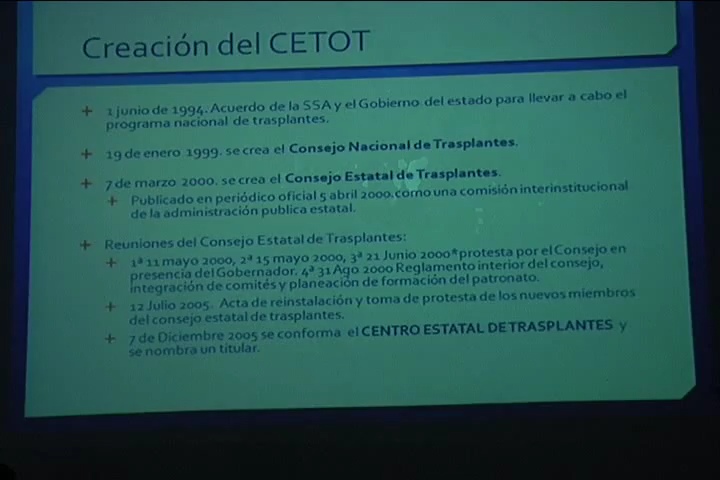 Creación del CETOT
+ 1 junio de 1994. Acuerdo de la SSA y el Gobierno del estado para llevar a cabo el
programa nacional de trasplantes.
+ 19 de enero 1999. se crea el Consejo Nacional de Trasplantes.
+ 7 de marzo 2000. se crea el Consejo Estatal de Trasplantes.
+ Publicado en periódico oficial 5 abril 2000.como una comisión interinstitucional
de la administración publica estatal.
+ Reuniones del Consejo Estatal de Trasplantes:
+ 1ª 11 mayo 2000, 2ª 15 mayo 2000, 3ª 21 Junio 2000*protesta por el Consejo en
presencia del Gobernador. 4ª 31 Ago 2000 Reglamento interior del consejo,
integración de comités y planeación de formación del patronato.
+ 12 Julio 2005. Acta de reinstalación y toma de protesta de los nuevos miembros
del consejo estatal de trasplantes.
+ 7 de Diciembre 2005 se conforma el CENTRO ESTATAL DE TRASPLANTES y
se nombra un titular.